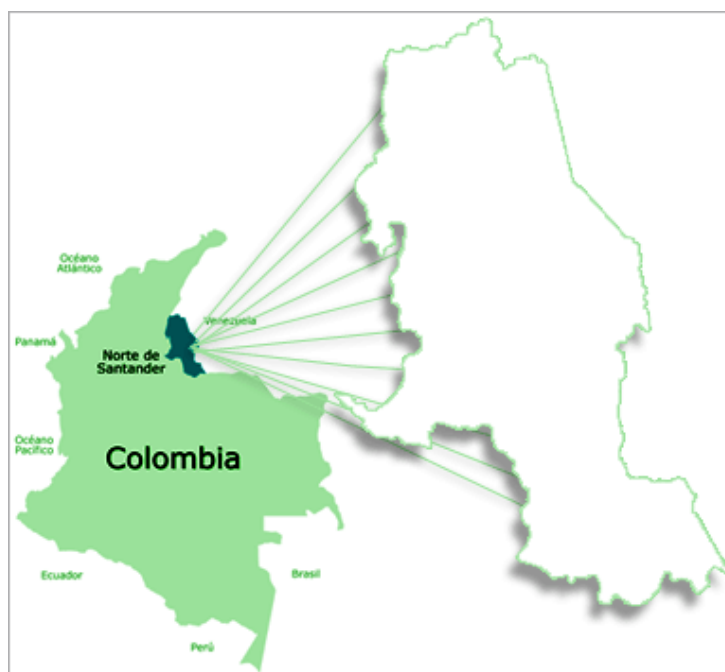 Océano
Atlántico
Venezuela
Panamá
Norte de
Santander
Océano
Pacífico
Colombia
Ecuador
Brasil
Perú